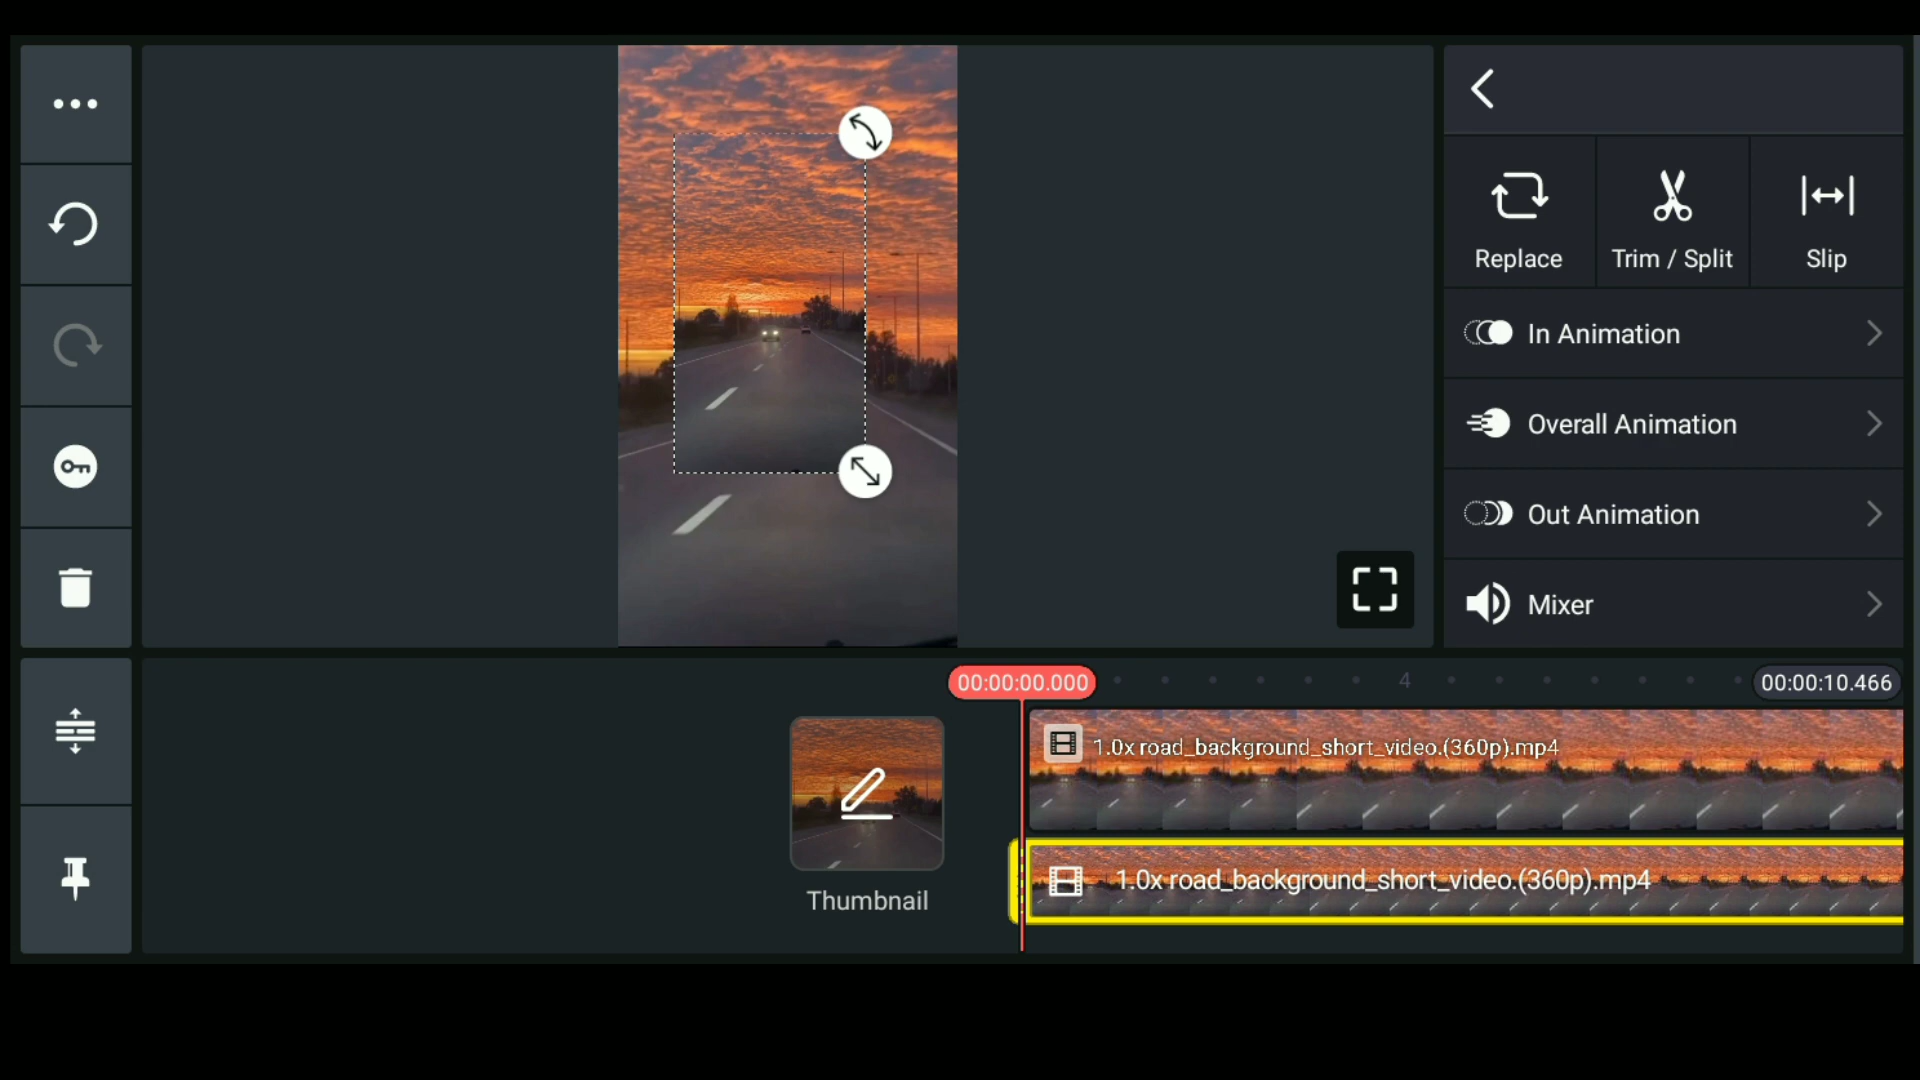 Replace
Trim / Split
Slip
In Animation
Overall Animation
Out Animation
Mixer
00:00:00.000
4
00:00:10.466
1.0x road_background_short_video.(360p).mp4
1.0x road_background_short_video.(360p).mp4
Thumbnail